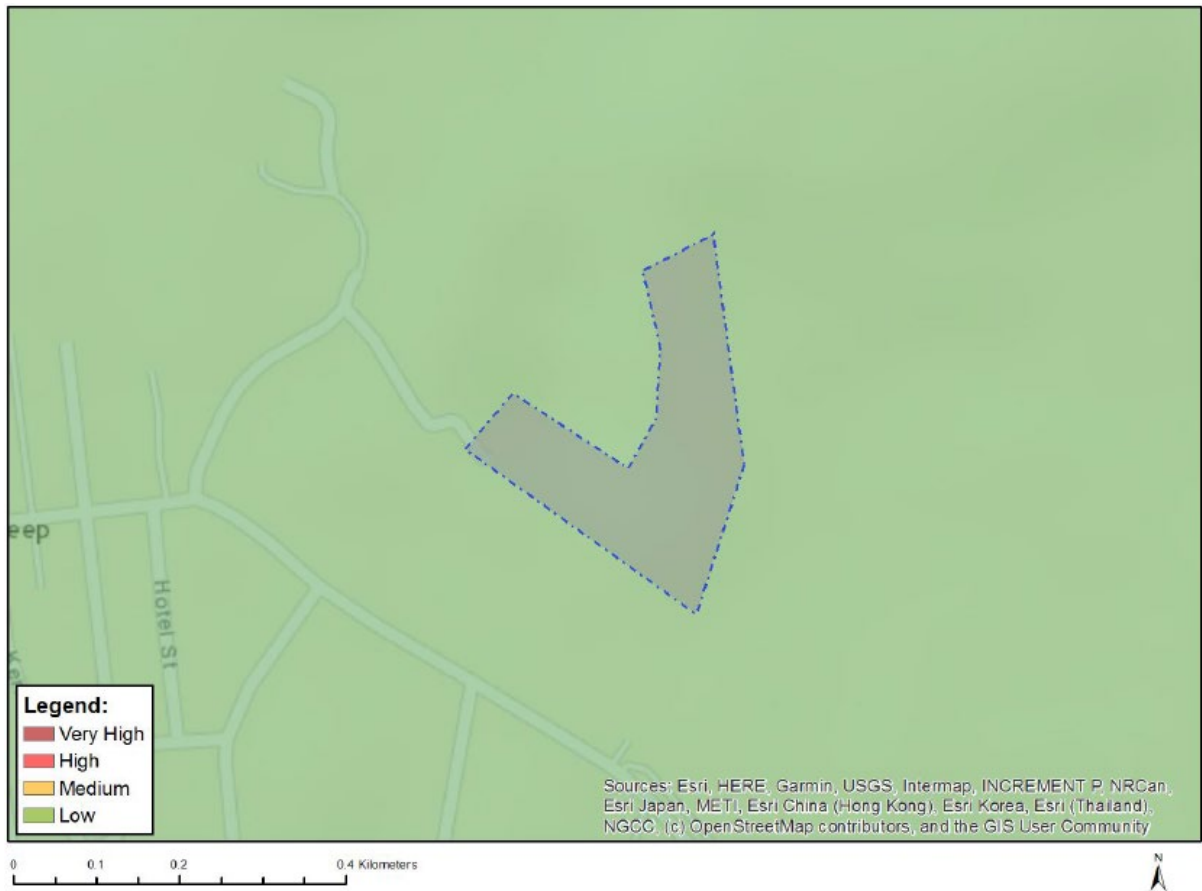 eep
Hotel St
Legend:
Very High
High
Medium
Low
Sources: Esri, HERE, Garmin, USGS, Intermap, INCREMENT P, NRCan,
Esri Japan, METI, Esri China (Hong Kong), Esri Korea, Esri (Thailand),
NGCC, (c) OpenStreetMap contributors, and the GIS User Community
0 0.1 0.2 0.4 Kilometers
N